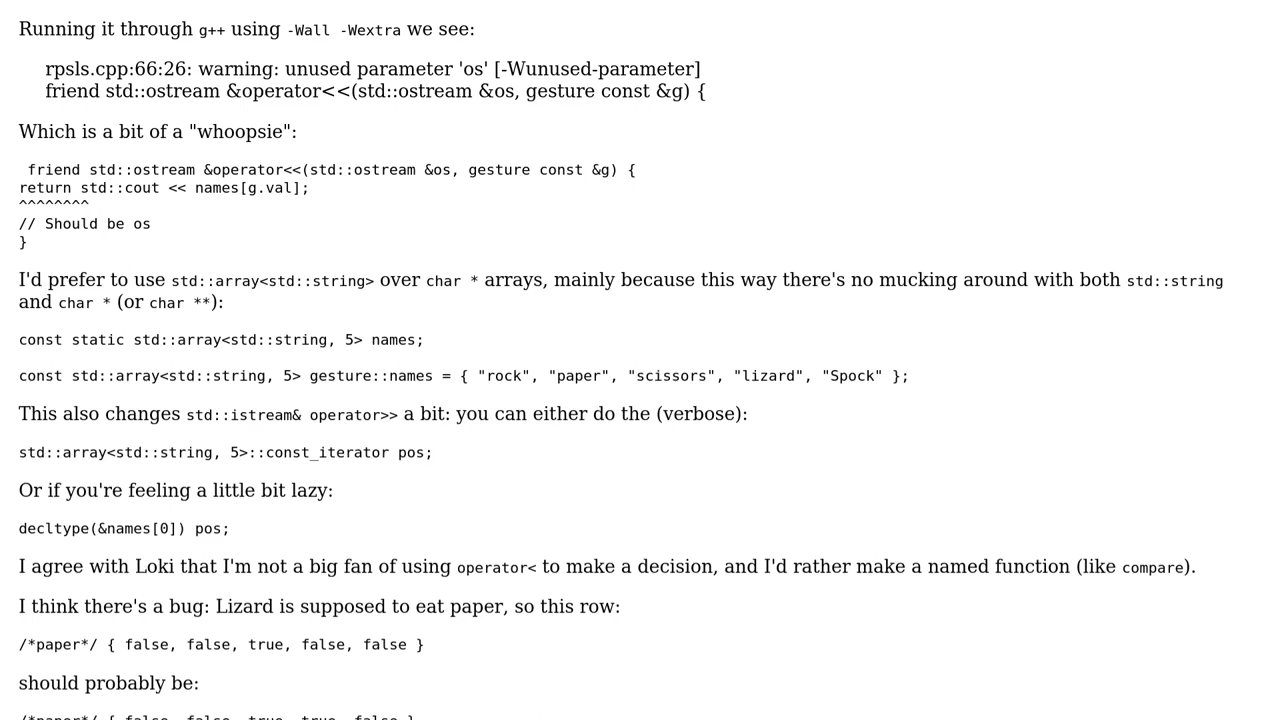 Running it through g++ using -Wall -Wextra we see:
rpsls.cpp:66:26: warning: unused parameter 'os' [-Wunused-parameter]
friend std::ostream &operator<<(std::ostream &os, gesture const &g) {
Which is a bit of a "whoopsie":
friend std::ostream &operator<<(std::ostream &os, gesture const &g) {
return std::cout << names[g.val];
^^^^^^^^
// Should be os
}
I'd prefer to use std::array<std::string> over char * arrays, mainly because this way there's no mucking around with both std::string
and char * (or char **):
const static std::array<std::string, 5> names;
const std::array<std::string, 5> gesture::names = { "rock", "paper", "scissors", "lizard", "Spock" };
This also changes std::istream& operator>> a bit: you can either do the (verbose):
std::array<std::string, 5>::const_iterator pos;
Or if you're feeling a little bit lazy:
decltype(&names[0]) pos;
I agree with Loki that I'm not a big fan of using operator< to make a decision, and I'd rather make a named function (like compare).
I think there's a bug: Lizard is supposed to eat paper, so this row:
/*paper*/ { false, false, true, false, false }
should probably be:
/*paper*/ { false, false, true, true, false }